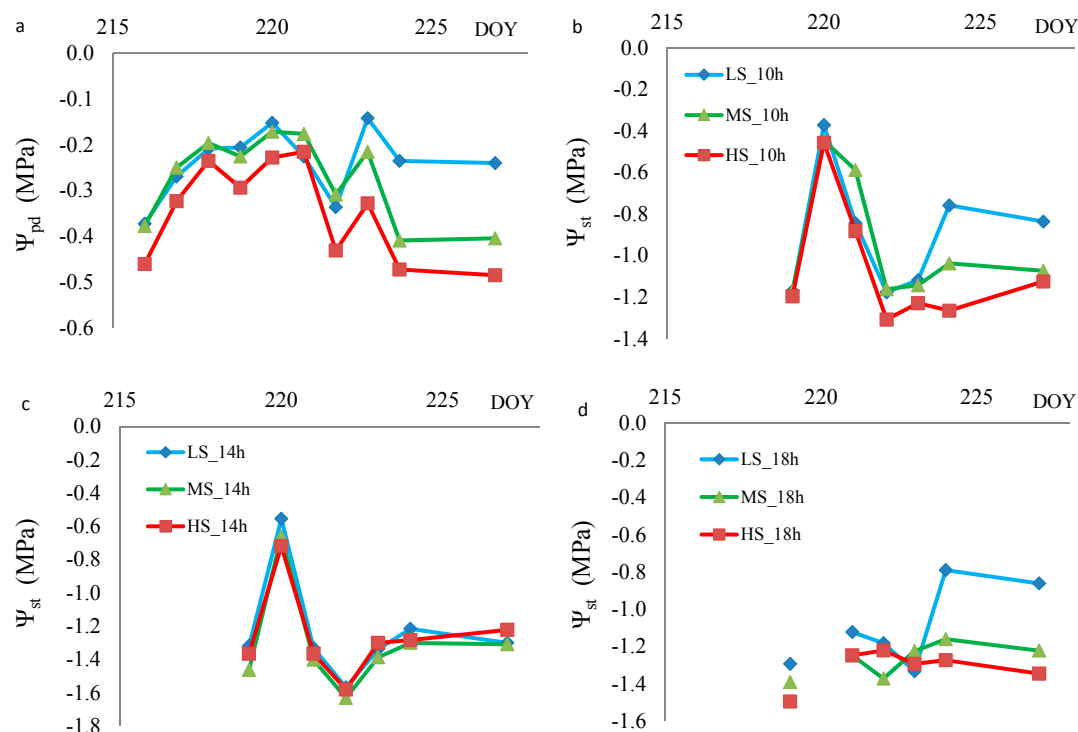 a
215 220 225 DOY
0.0
-0.1
-0.2
-0.3
-0.4
-0.5
-0.6
Ψpd (MPa)
b
215 220 225 DOY
0.0
-0.2
-0.4
-0.6
-0.8
-1.0
-1.2
-1.4
Ψst (MPa)
LS_10h
MS_10h
HS_10h
c
215 220 225 DOY
0.0
-0.2
-0.4
-0.6
-0.8
-1.0
-1.2
-1.4
-1.6
-1.8
Ψst (MPa)
LS_14h
MS_14h
HS_14h
d
215 220 225 DOY
0.0
-0.2
-0.4
-0.6
-0.8
-1.0
-1.2
-1.4
-1.6
Ψst (MPa)
LS_18h
MS_18h
HS_18h